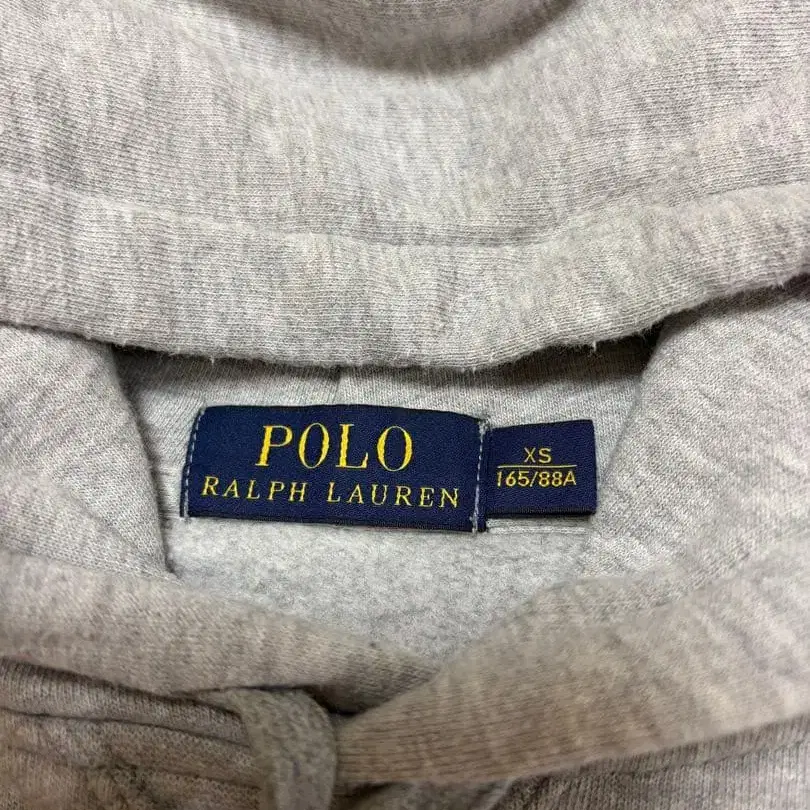 POLO
RALPH LAUREN
XS
165/88A